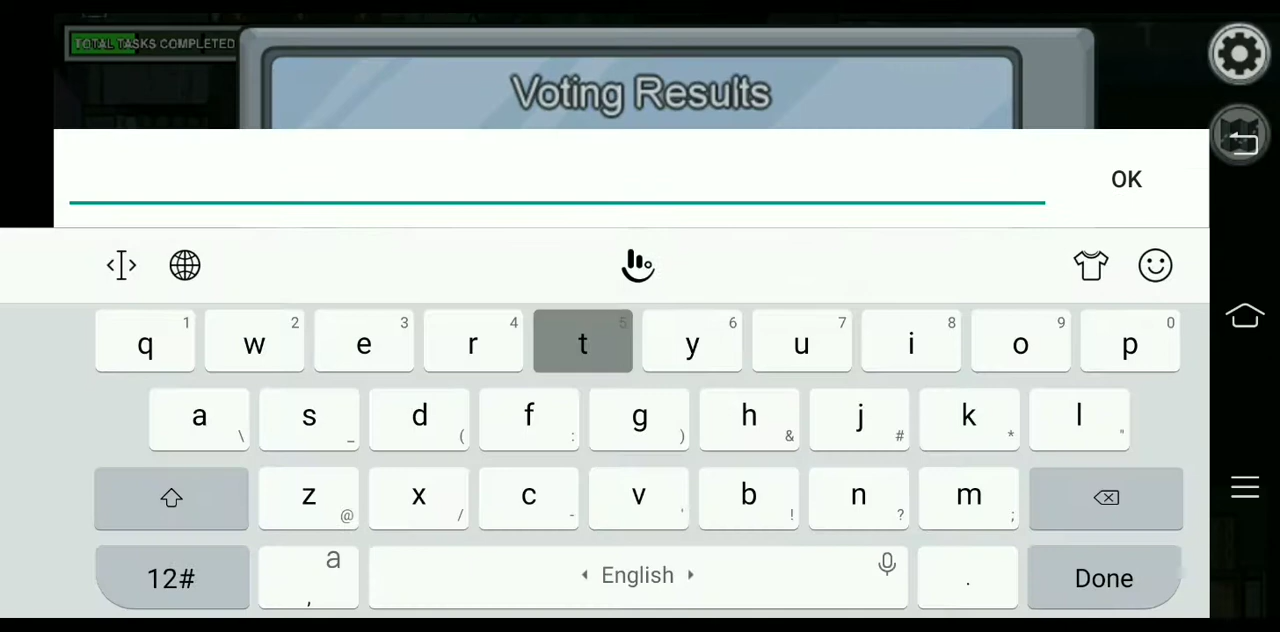 TOTAL TASKS COMPLETED
Voting Results
OK
q 1 w 2 e 3 r 4 t 5 y 6 u 7 i 8 o 9 p 0
a \ s _ d ( f : g ) h & j # k * l "
z @ x / c - v ' b ! n ? m ;
12# a , English . Done